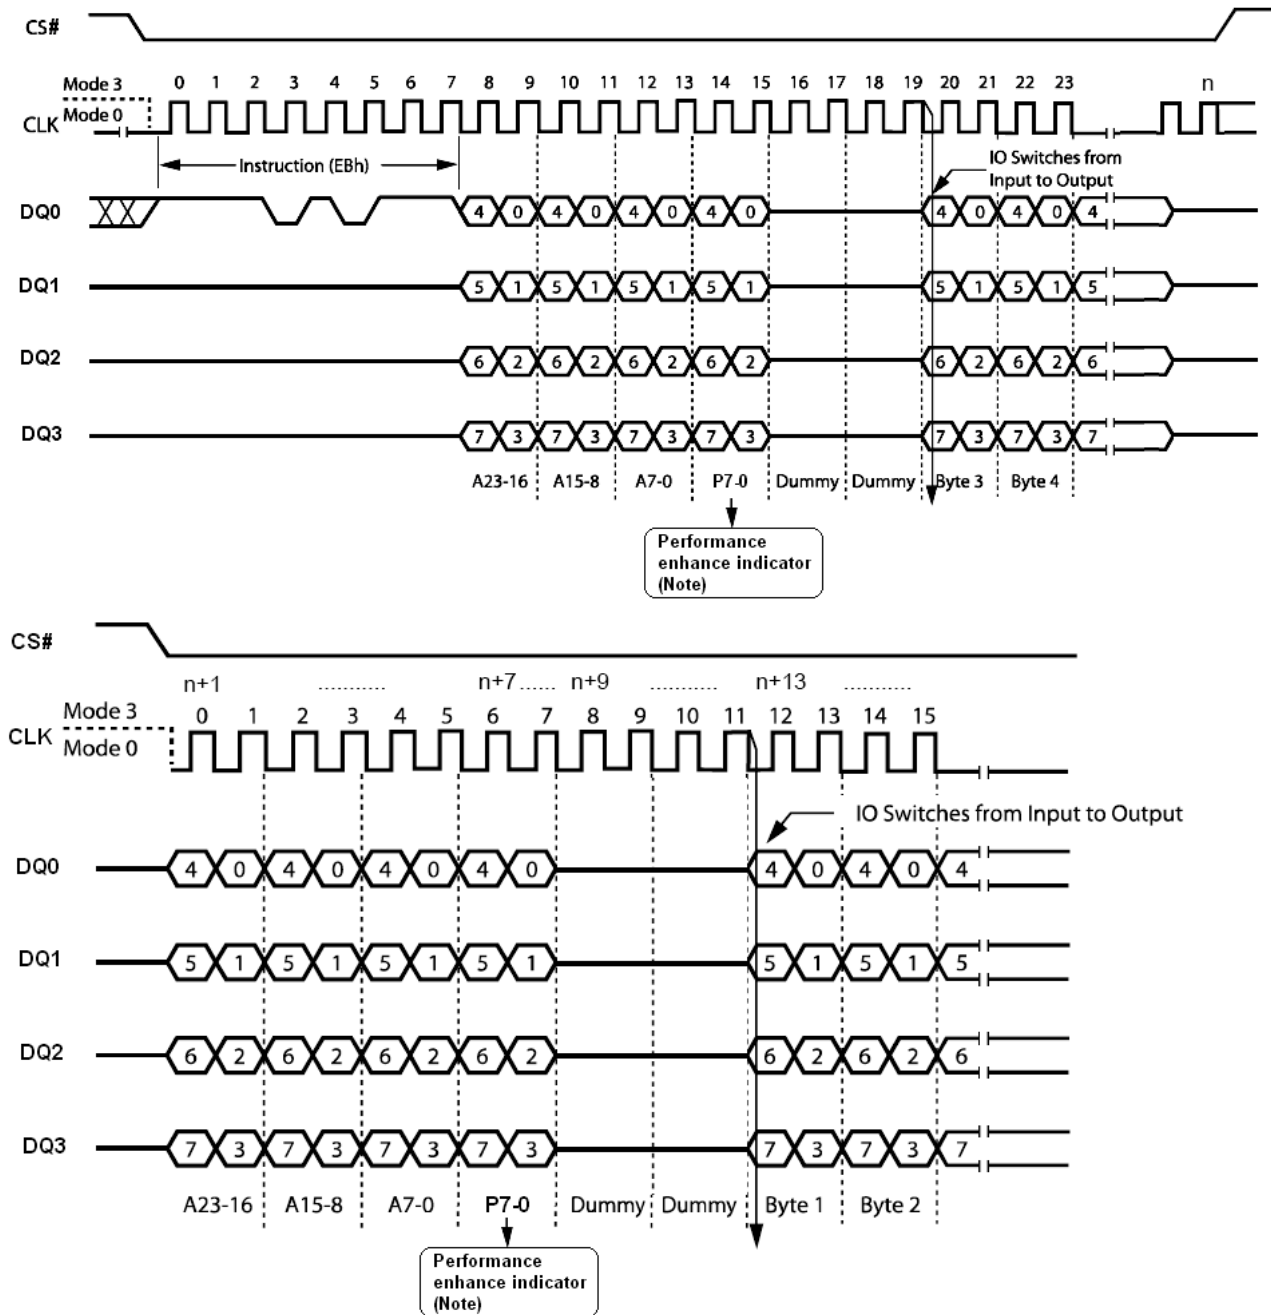 CS#
Mode 3
0 1 2 3 4 5 6 7 8 9 10 11 12 13 14 15 16 17 18 19 20 21 22 23 n
CLK
Mode 0
Instruction (EBh)
IO Switches from
Input to Output
DQ0 4 0 4 0 4 0 4 0 4 0 4 0 4
DQ1 5 1 5 1 5 1 5 1 5 1 5 1 5
DQ2 6 2 6 2 6 2 6 2 6 2 6 2 6
DQ3 7 3 7 3 7 3 7 3 7 3 7 3 7
A23-16 A15-8 A7-0 P7-0 Dummy Dummy Byte 3 Byte 4
Performance
enhance indicator
(Note)
CS#
n+1 ........... n+7 ...... n+9 ........... n+13 ...........
Mode 3
0 1 2 3 4 5 6 7 8 9 10 11 12 13 14 15
CLK
Mode 0
IO Switches from Input to Output
DQ0 4 0 4 0 4 0 4 0 4 0 4 0 4
DQ1 5 1 5 1 5 1 5 1 5 1 5 1 5
DQ2 6 2 6 2 6 2 6 2 6 2 6 2 6
DQ3 7 3 7 3 7 3 7 3 7 3 7 3 7
A23-16 A15-8 A7-0 P7-0 Dummy Dummy Byte 1 Byte 2
Performance
enhance indicator
(Note)